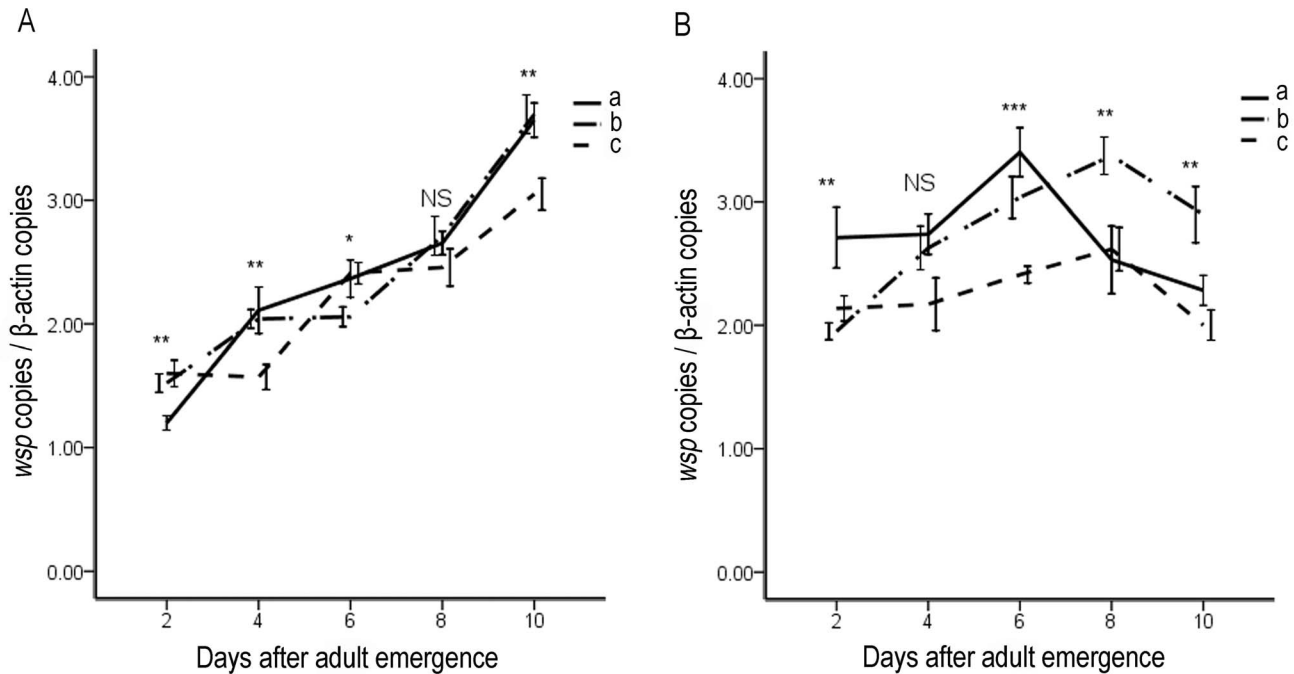 A
wsp copies / β-actin copies
4.00
3.00
2.00
1.00
0.00
**
**
*
NS
**
a
b
c
2 4 6 8 10
Days after adult emergence
B
wsp copies / β-actin copies
4.00
3.00
2.00
1.00
0.00
**
NS
***
**
**
a
b
c
2 4 6 8 10
Days after adult emergence